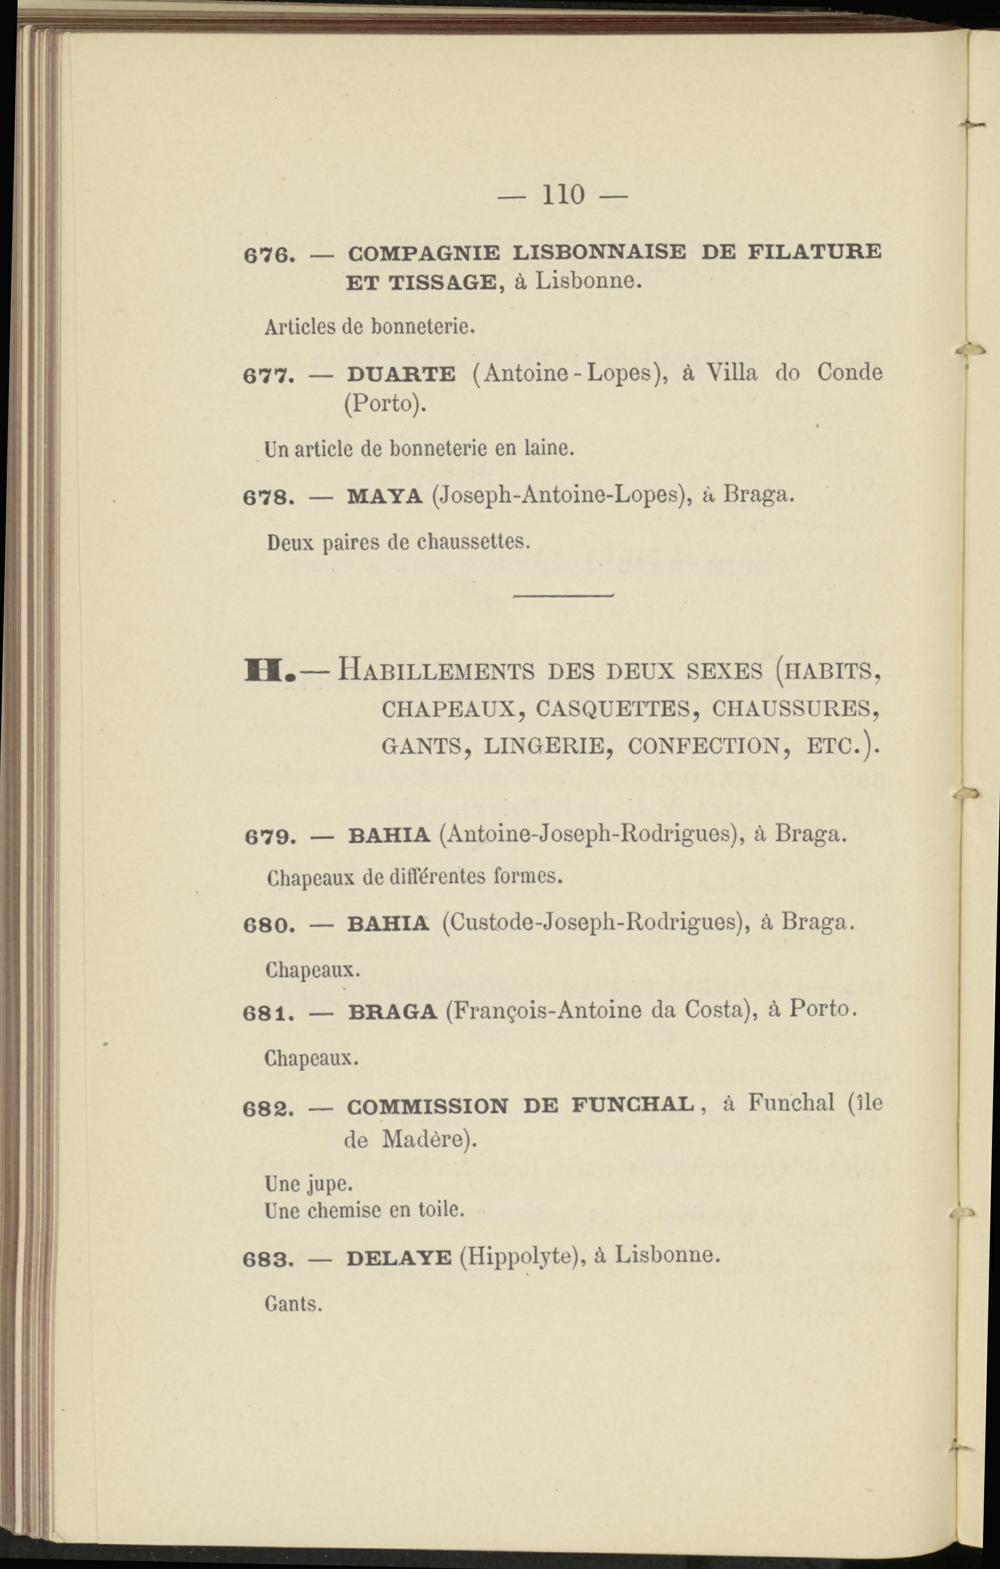 — 110 —
676. — COMPAGNIE LISBONNAISE DE FILATURE
ET TISSAGE, à Lisbonne.
Articles de bonneterie.
677. — DUARTE (Antoine-Lopes), à Villa do Conde
(Porto).
Un article de bonneterie en laine.
678. — MAYA (Joseph-Antoine-Lopes), à Braga.
Deux paires de chaussettes.
H. — HABILLEMENTS DES DEUX SEXES (HABITS,
CHAPEAUX, CASQUETTES, CHAUSSURES,
GANTS, LINGERIE, CONFECTION, ETC.).
679. — BAHIA (Antoine-Joseph-Rodrigues), à Braga.
Chapeaux de différentes formes.
680. — BAHIA (Custode-Joseph-Rodrigues), à Braga.
Chapeaux.
681. — BRAGA (François-Antoine da Costa), à Porto.
Chapeaux.
682. — COMMISSION DE FUNCHAL, à Funchal (île
de Madère).
Une jupe.
Une chemise en toile.
683. — DELAYE (Hippolyte), à Lisbonne.
Gants.